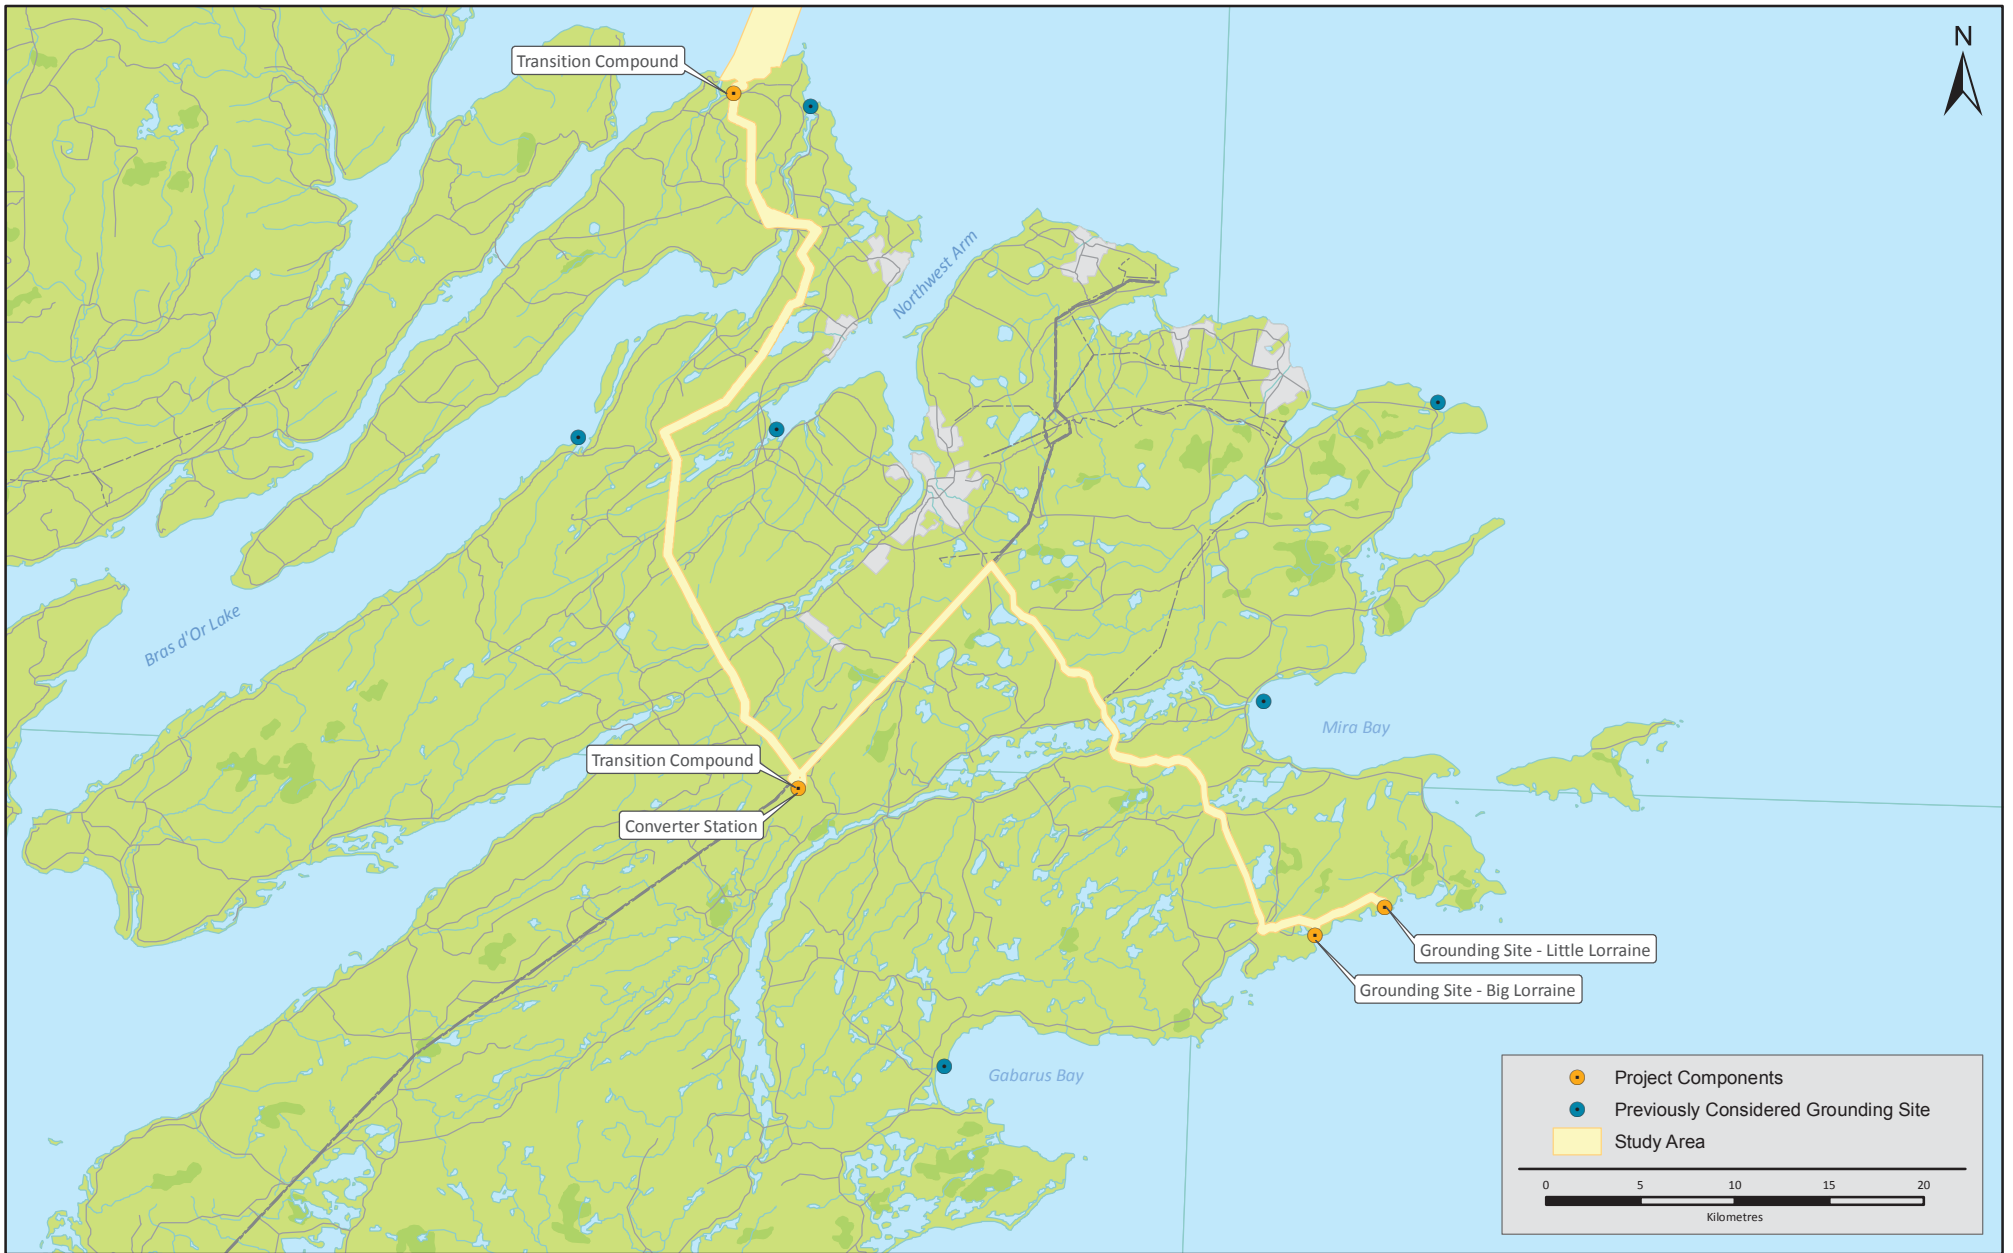 Transition Compound
N
Northwest Arm
Bras d'Or Lake
Mira Bay
Transition Compound
Converter Station
Grounding Site - Little Lorraine
Grounding Site - Big Lorraine
Gabarus Bay
Project Components
Previously Considered Grounding Site
Study Area
0 5 10 15 20
Kilometres